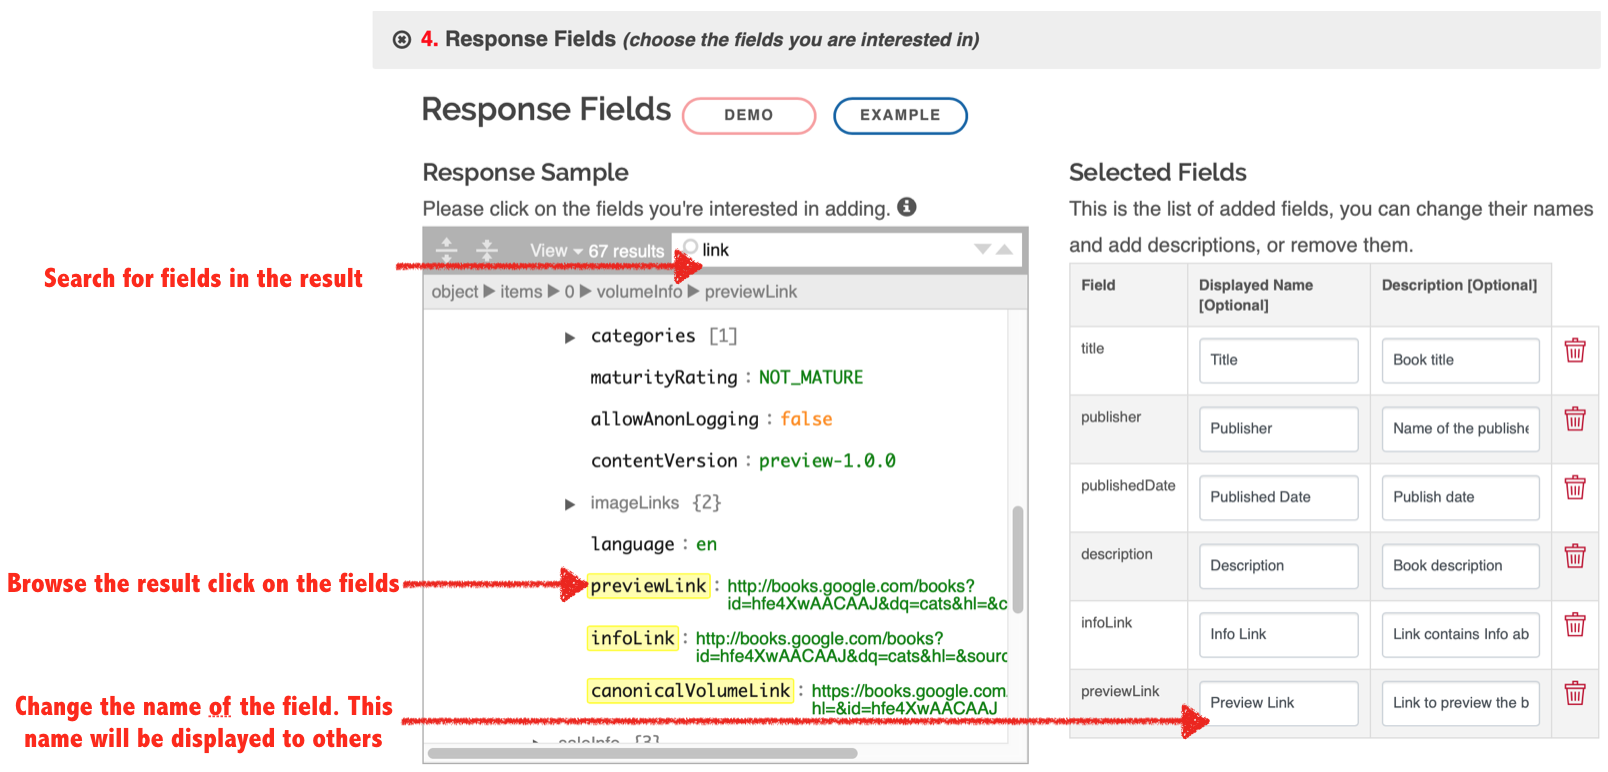 4. Response Fields (choose the fields you are interested in)
Response Fields
DEMO
EXAMPLE
Response Sample
Please click on the fields you're interested in adding.
View
67 results
link
object
items
0
volumeInfo
previewLink
categories [1]
maturityRating : NOT_MATURE
allowAnonLogging : false
contentVersion : preview-1.0.0
imageLinks {2}
language : en
previewLink : http://books.google.com/books?
id=hfe4XwAACAAJ&dq=cats&hl=&c
infoLink : http://books.google.com/books?
id=hfe4XwAACAAJ&dq=cats&hl=&sourc
canonicalVolumeLink : https://books.google.com
hl=&id=hfe4XwAACAAJ
Search for fields in the result
Browse the result click on the fields
Change the name of the field. This
name will be displayed to others
Selected Fields
This is the list of added fields, you can change their names
and add descriptions, or remove them.
Field
Displayed Name
[Optional]
Description [Optional]
title
Title
Book title
publisher
Publisher
Name of the publishe
publishedDate
Published Date
Publish date
description
Description
Book description
infoLink
Info Link
Link contains Info ab
previewLink
Preview Link
Link to preview the b